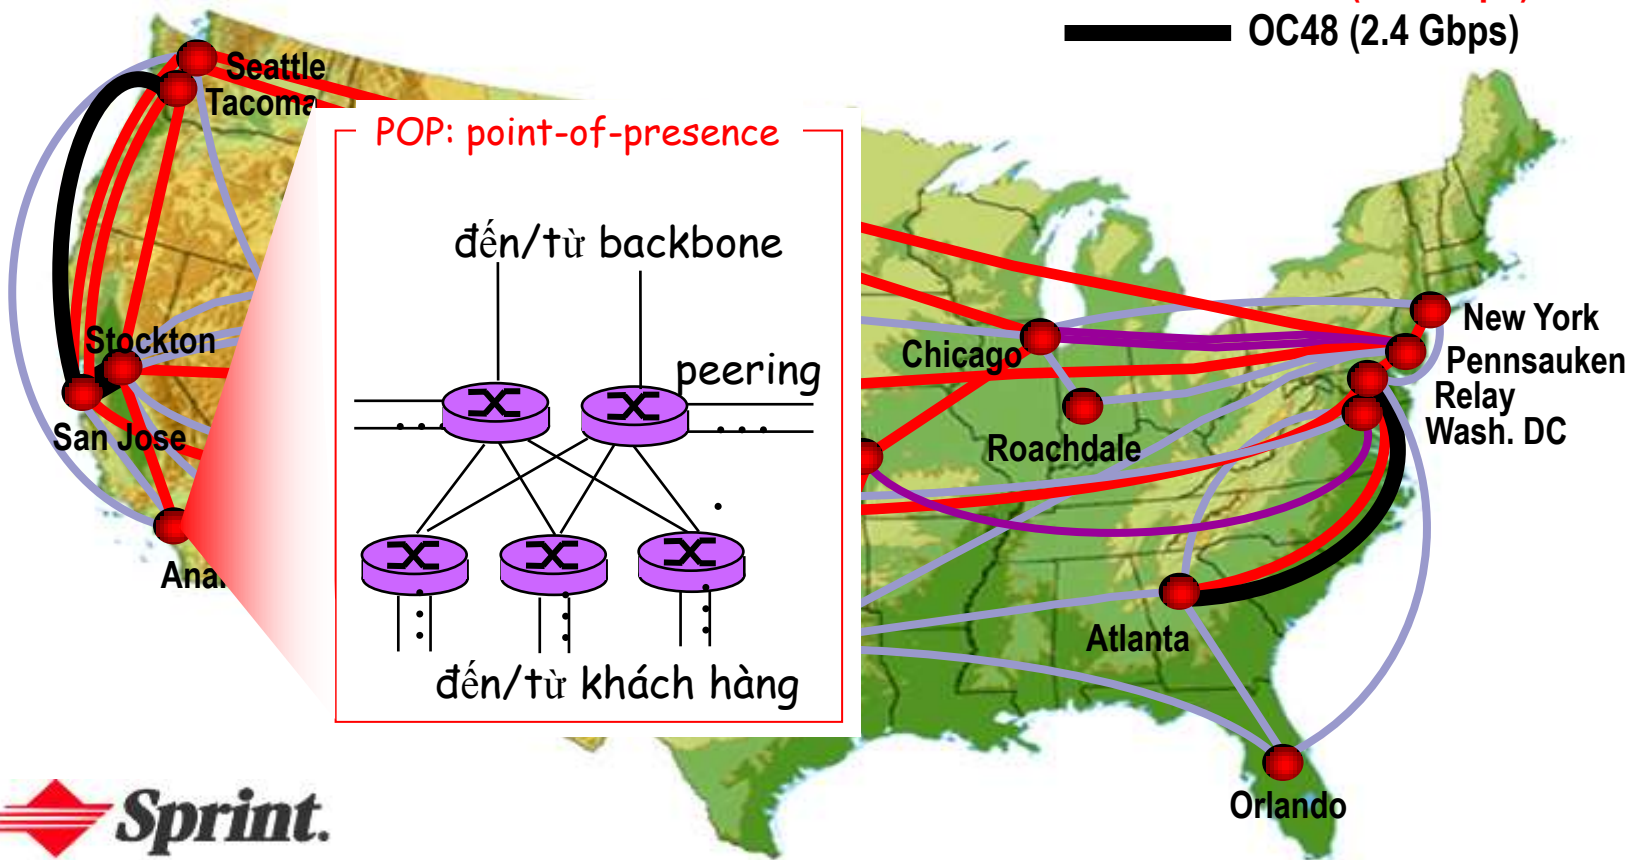 OC48 (2.4 Gbps)
Seattle
Tacoma
POP: point-of-presence
đến/từ backbone
peering
đến/từ khách hàng
Stockton
San Jose
Chicago
Roachdale
New York
Pennsauken
Relay
Wash. DC
Atlanta
Orlando
Sprint.